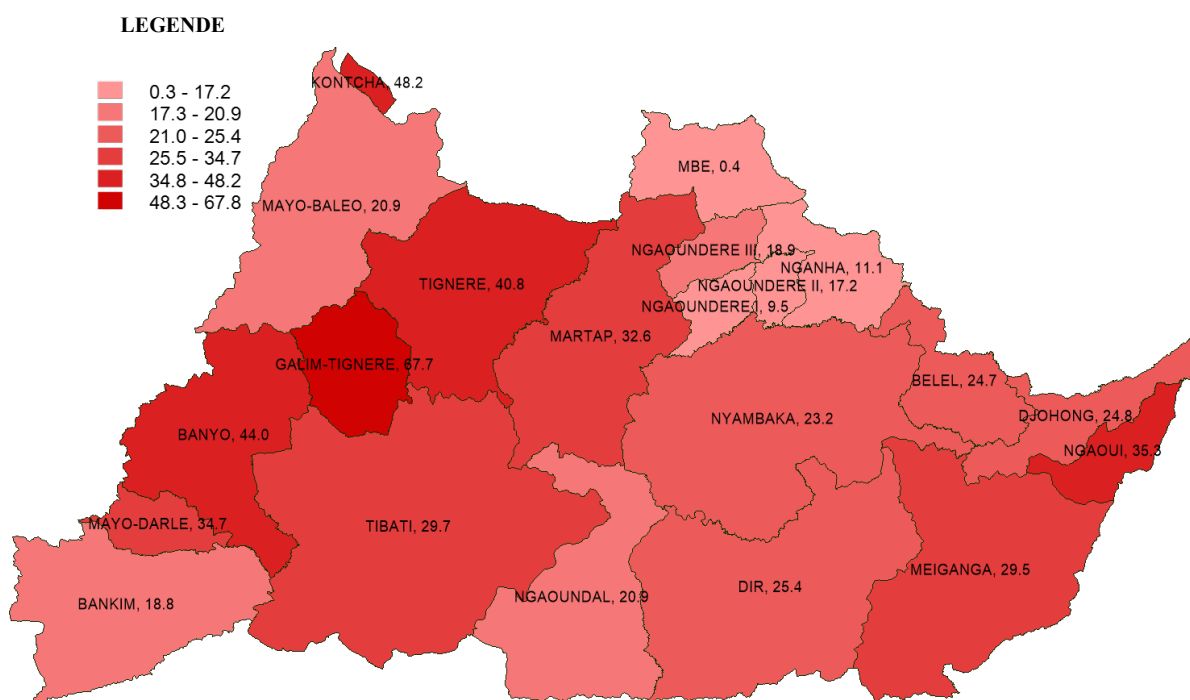 LEGENDE
0.3 - 17.2
17.3 - 20.9
21.0 - 25.4
25.5 - 34.7
34.8 - 48.2
48.3 - 67.8
KONTCHA, 48.2
MBE, 0.4
MAYO-BALEO, 20.9
NGAOUNDERE III, 18.9
NGANHA, 11.1
TIGNERE, 40.8
NGAOUNDERE II, 17.2
NGAOUNDERE I, 9.5
MARTAP, 32.6
GALIM-TIGNERE, 67.7
BELEL, 24.7
NYAMBAKA, 23.2
DJOHONG, 24.8
BANYO, 44.0
NGAOUI, 35.3
MAYO-DARLE, 34.7
TIBATI, 29.7
MEIGANGA, 29.5
DIR, 25.4
NGAOUNDAL, 20.9
BANKIM, 18.8